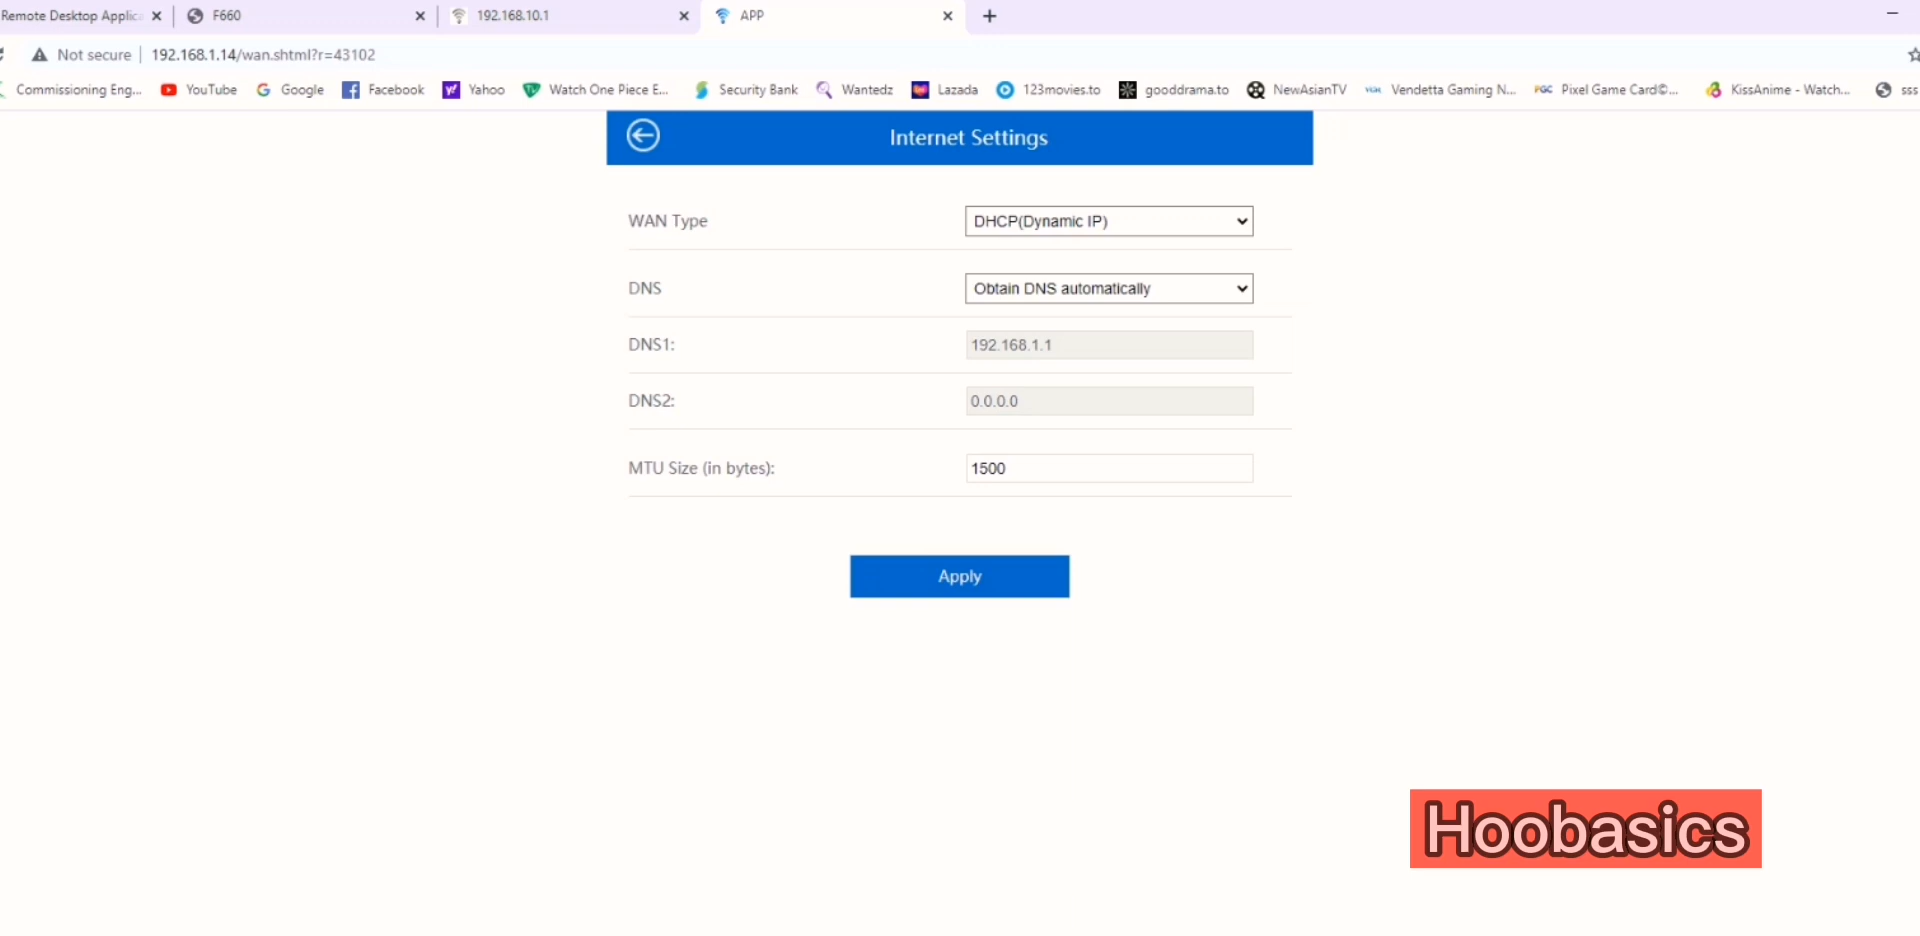 Remote Desktop Applica
F660
192.168.10.1
APP
Not secure
192.168.1.14/wan.shtml?r=43102
Commissioning Eng...
YouTube
Google
Facebook
Yahoo
Watch One Piece E...
Security Bank
Wantedz
Lazada
123movies.to
gooddrama.to
NewAsianTV
Vendetta Gaming N...
PGC
Pixel Game Card©...
KissAnime - Watch...
sss
Internet Settings
WAN Type
DHCP(Dynamic IP)
DNS
Obtain DNS automatically
DNS1:
192.168.1.1
DNS2:
0.0.0.0
MTU Size (in bytes):
1500
Apply
Hoobasics